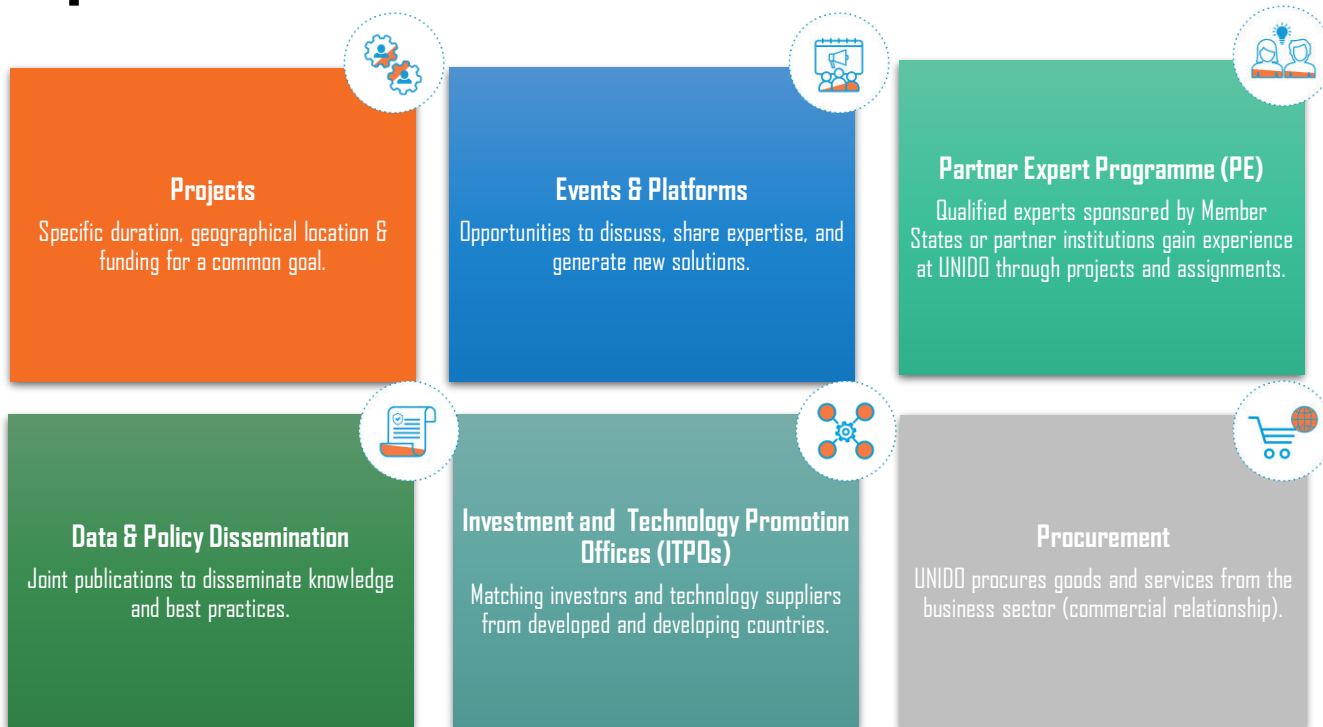 Projects
Specific duration, geographical location &
funding for a common goal.
Events & Platforms
Opportunities to discuss, share expertise, and
generate new solutions.
Partner Expert Programme (PE)
Qualified experts sponsored by Member
States or partner institutions gain experience
at UNIDO through projects and assignments.
Data & Policy Dissemination
Joint publications to disseminate knowledge
and best practices.
Investment and Technology Promotion
Offices (ITPOs)
Matching investors and technology suppliers
from developed and developing countries.
Procurement
UNIDO procures goods and services from the
business sector (commercial relationship).